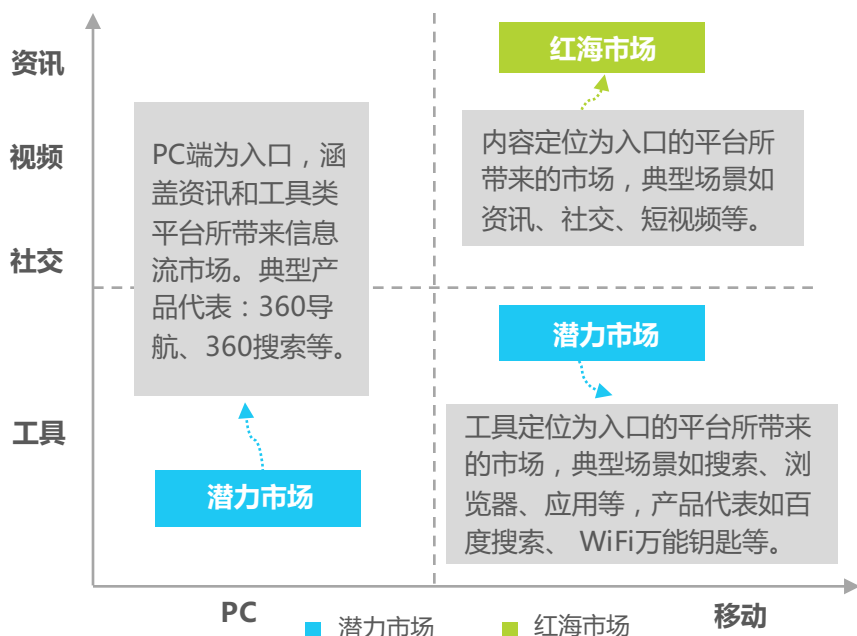 资讯
视频
社交
工具
PC端为入口，涵
盖资讯和工具类
平台所带来信息
流市场。典型产
品代表：360导
航、360搜索等。
潜力市场
红海市场
内容定位为入口的平台所
带来的市场，典型场景如
资讯、社交、短视频等。
潜力市场
工具定位为入口的平台所带来
的市场，典型场景如搜索、浏
览器、应用等，产品代表如百
度搜索、 WiFi万能钥匙等。
PC
移动
潜力市场
红海市场